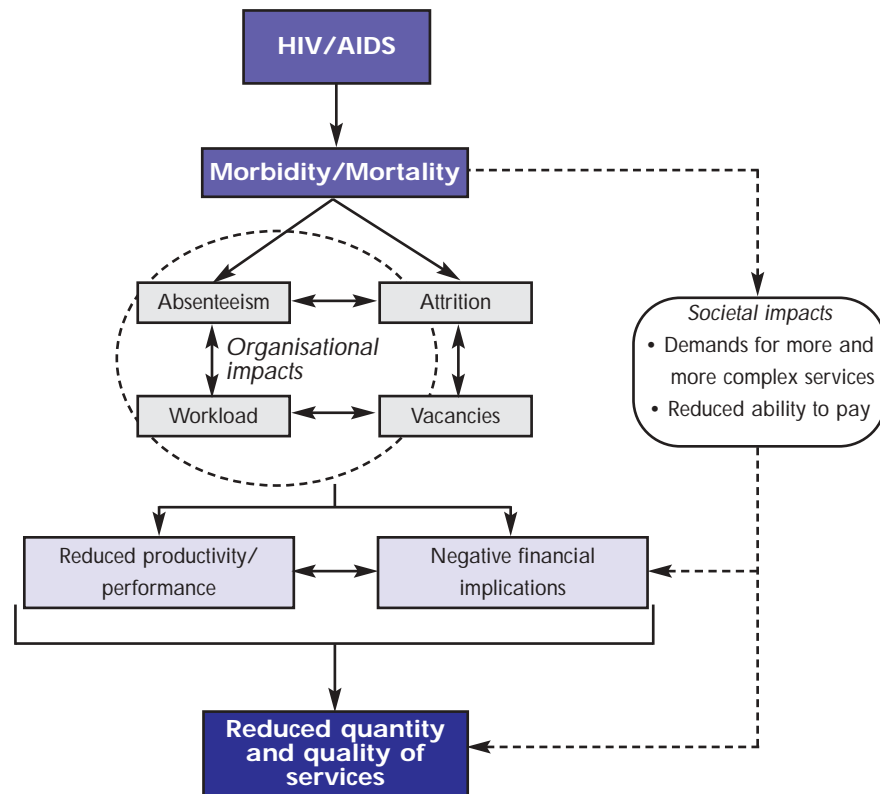 HIV/AIDS
Morbidity/Mortality
Absenteeism
Attrition
Organisational
impacts
Workload
Vacancies
Societal impacts
• Demands for more and
more complex services
• Reduced ability to pay
Reduced productivity/
performance
Negative financial
implications
Reduced quantity
and quality of
services